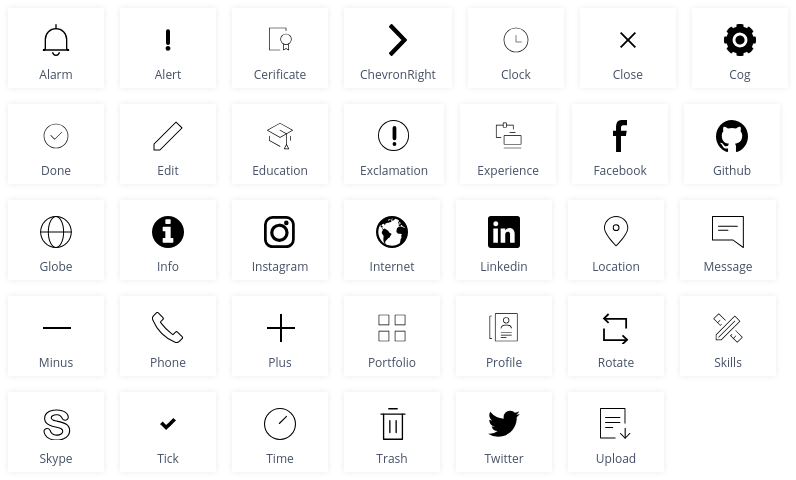 Alarm
Alert
Cerificate
ChevronRight
Clock
Close
Cog
Done
Edit
Education
Exclamation
Experience
Facebook
Github
Globe
Info
Instagram
Internet
Linkedin
Location
Message
Minus
Phone
Plus
Portfolio
Profile
Rotate
Skills
Skype
Tick
Time
Trash
Twitter
Upload